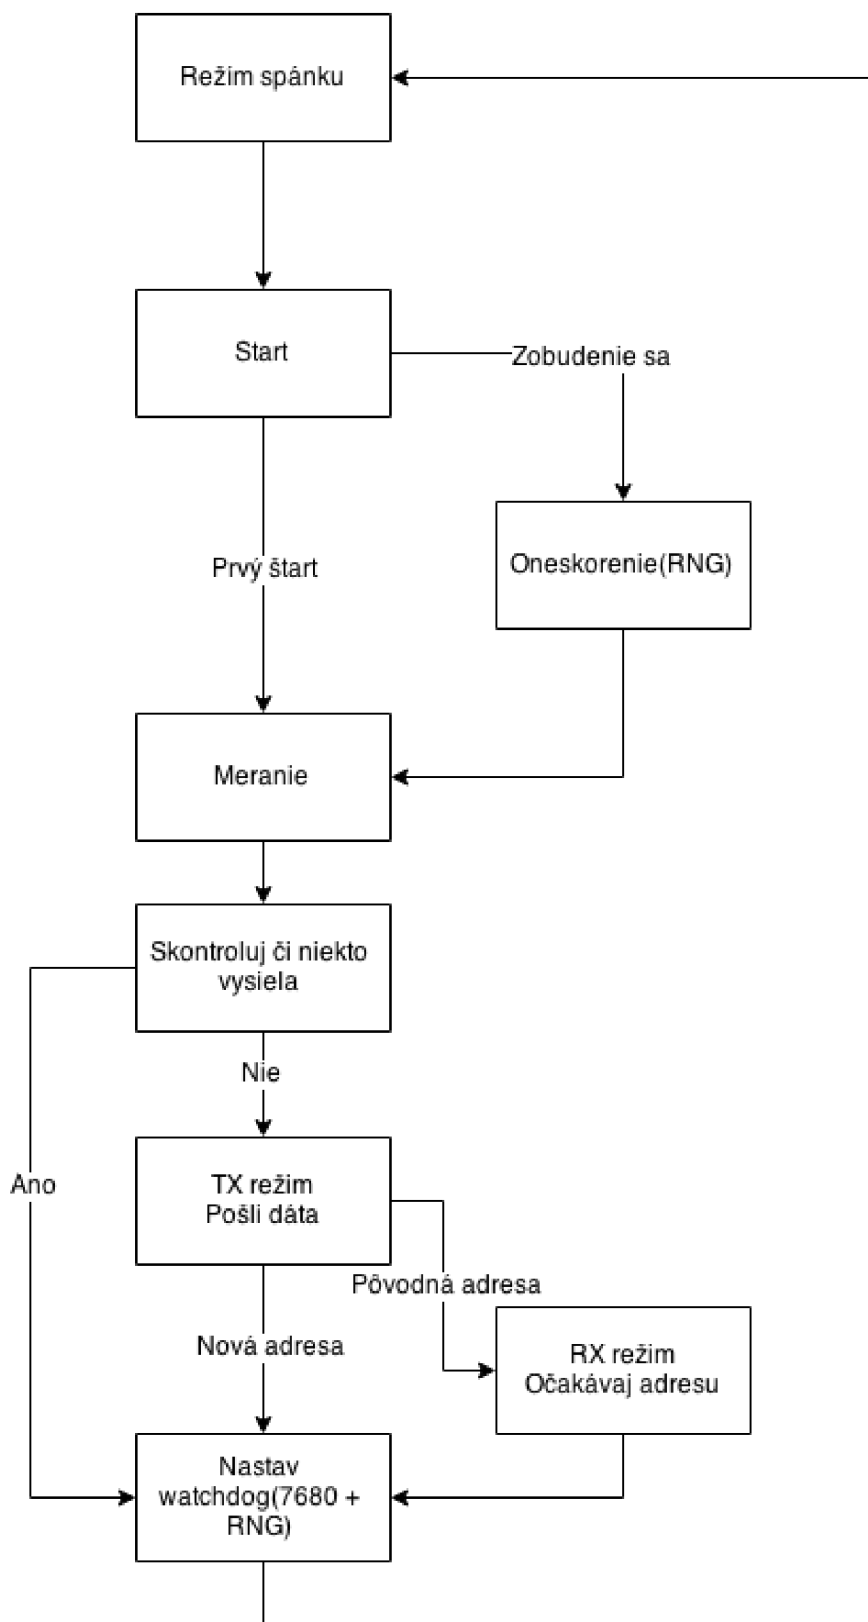 Režim spánku
Start
Zobudenie sa
Oneskorenie(RNG)
Prvý štart
Meranie
Skontroluj či niekto
vysiela
Nie
Ano
TX režim
Pošli dáta
Pôvodná adresa
Nová adresa
RX režim
Očakávaj adresu
Nastav
watchdog(7680 +
RNG)